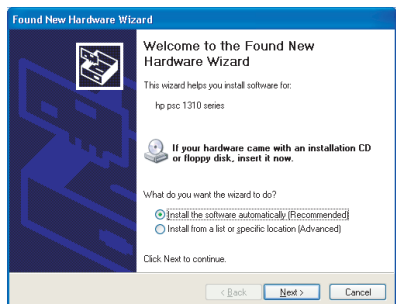 Found New Hardware Wizard
Welcome to the Found New
Hardware Wizard
This wizard helps you install software for:
hp psc 1310 series
If your hardware came with an installation CD
or floppy disk, insert it now.
What do you want the wizard to do?
Install the software automatically (Recommended)
Install from a list or specific location (Advanced)
Click Next to continue.
< Back Next > Cancel